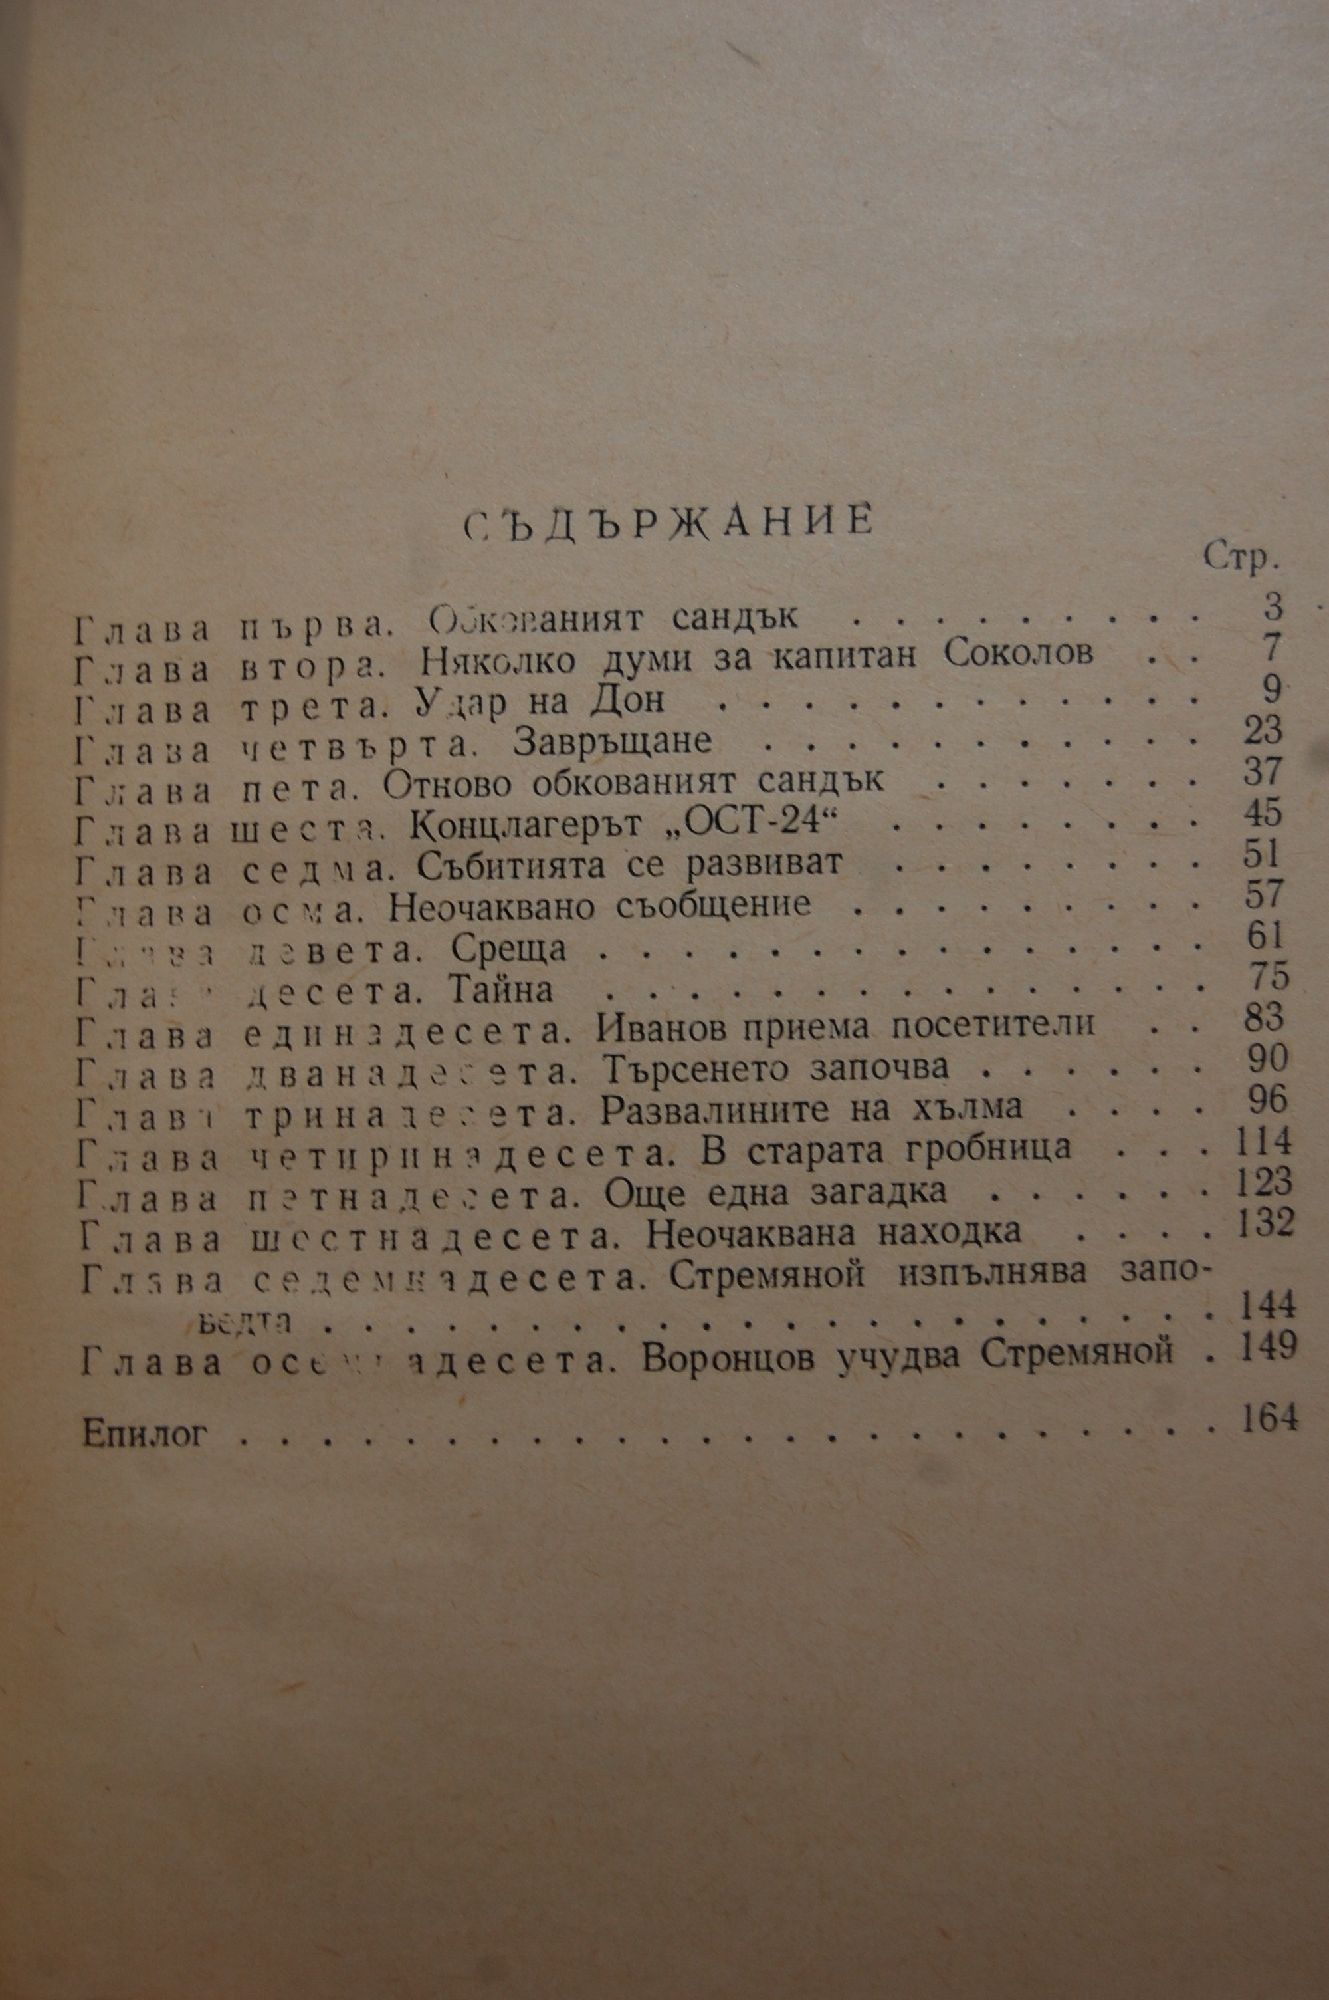 СЪДЪРЖАНИЕ
Стр.
Глава първа. Обкованият сандък . . . . . . . . . 3
Глава втора. Няколко думи за капитан Соколов . . 7
Глава трета. Удар на Дон . . . . . . . . . . . . 9
Глава четвърта. Завръщане . . . . . . . . . . . 23
Глава пета. Отново обкованият сандък . . . . . . . 37
Глава шеста. Концлагерът „ОСТ-24“ . . . . . . . . 45
Глава седма. Събитията се развиват . . . . . . . . 51
Глава осма. Неочаквано съобщение . . . . . . . . . 57
Глава девета. Среща . . . . . . . . . . . . . . . 61
Глава десета. Тайна . . . . . . . . . . . . . . . 75
Глава единадесета. Иванов приема посетители . . 83
Глава дванадесета. Търсенето започва . . . . . . 90
Глава тринадесета. Развалините на хълма . . . . 96
Глава четиринадесета. В старата гробница . . . 114
Глава петнадесета. Още една загадка . . . . . . 123
Глава шестнадесета. Неочаквана находка . . . . 132
Глава седемнадесета. Стремяной изпълнява запо-
ведта . . . . . . . . . . . . . . . . . . . . . . 144
Глава осемнадесета. Воронцов учудва Стремяной . 149
Епилог . . . . . . . . . . . . . . . . . . . . . . . . 164